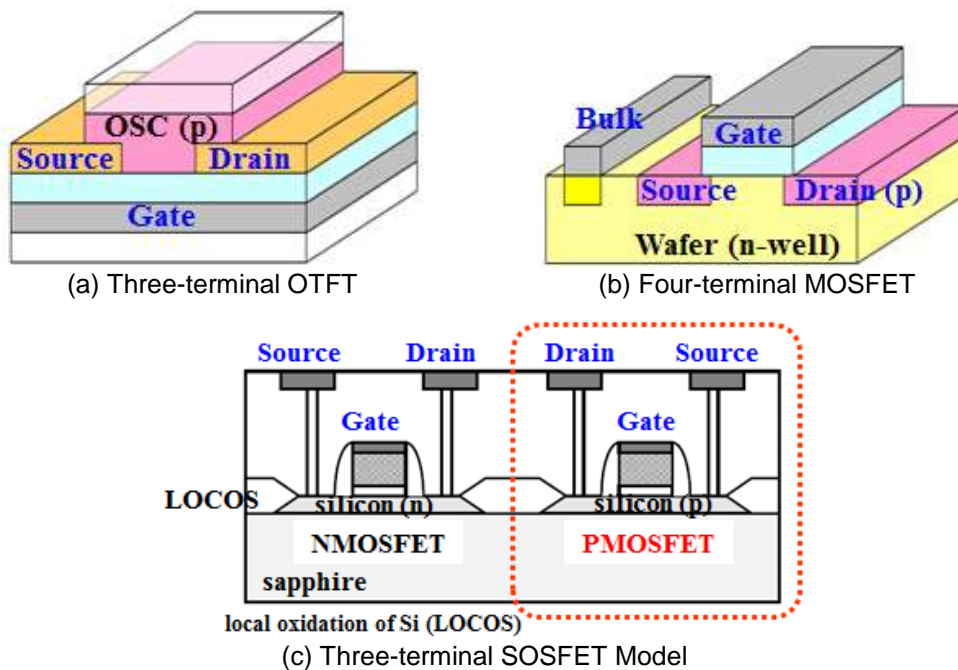 OSC (p)
Source
Drain
Gate
(a) Three-terminal OTFT
Bulk
Gate
Source
Drain (p)
Wafer (n-well)
(b) Four-terminal MOSFET
Source
Drain
Drain
Source
Gate
Gate
LOCOS
silicon (n)
silicon (p)
NMOSFET
PMOSFET
sapphire
local oxidation of Si (LOCOS)
(c) Three-terminal SOSFET Model